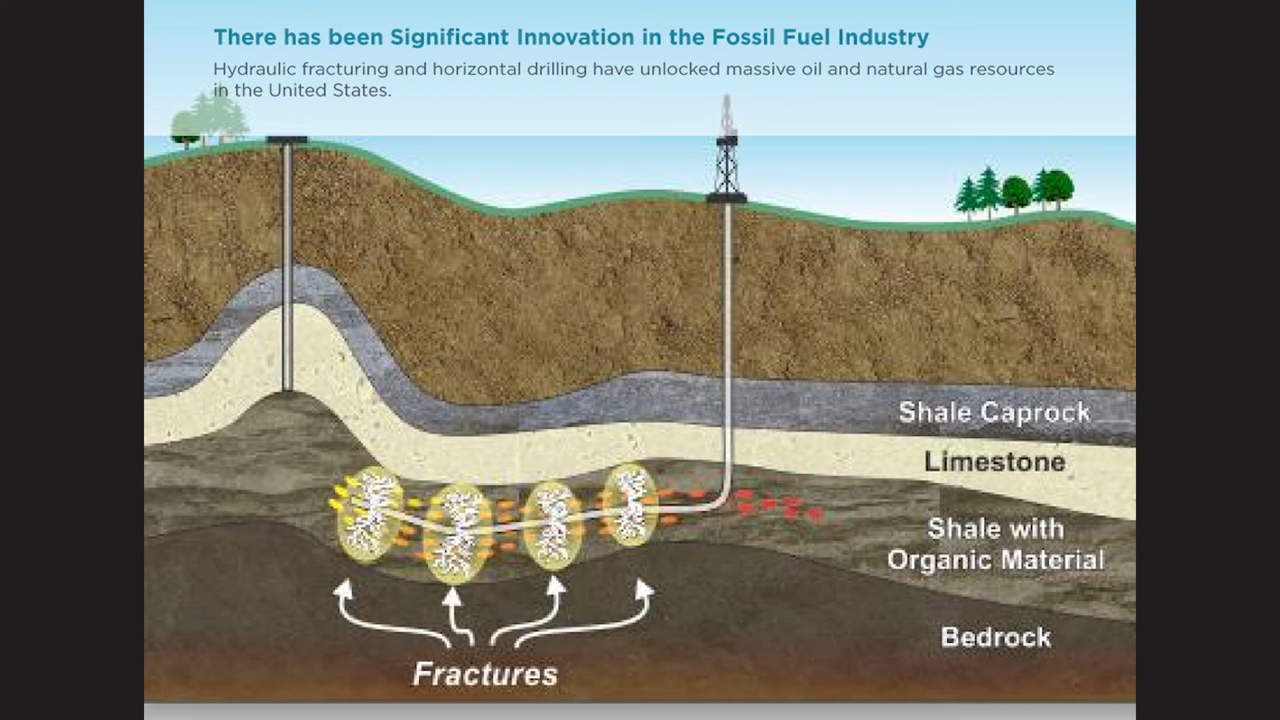 There has been Significant Innovation in the Fossil Fuel Industry
Hydraulic fracturing and horizontal drilling have unlocked massive oil and natural gas resources
in the United States.
Shale Caprock
Limestone
Shale with
Organic Material
Bedrock
Fractures